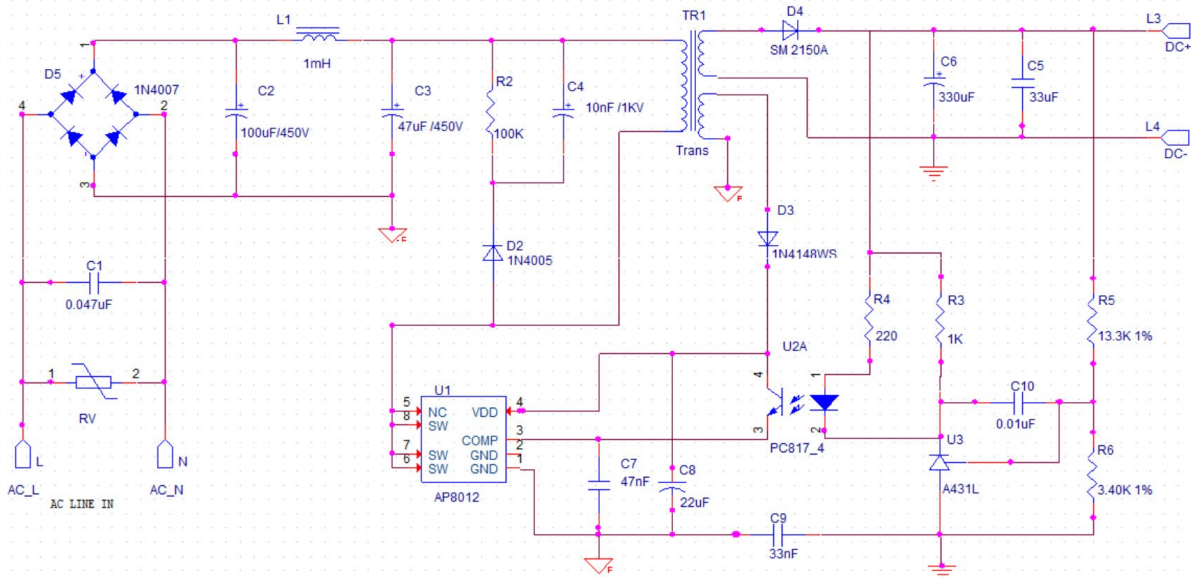 L1
1mH
TR1
Trans
D4
SM 2150A
L3
DC+
L4
DC-
D5
1N4007
1
2
3
4
+
-
C2
+
100uF/450V
C3
+
47uF /450V
R2
100K
C4
+
10nF /1KV
C6
+
330uF
C5
33uF
F
F
D2
1N4005
D3
1N4148WS
C1
0.047uF
1
2
RV
L
N
AC_L
AC_N
AC LINE IN
R4
220
R3
1K
R5
13.3K 1%
U2A
4
3
1
2
PC817_4
C10
0.01uF
U3
A431L
R6
3.40K 1%
U1
5
NC
VDD
4
8
SW
COMP
3
7
SW
GND
2
6
SW
GND
1
AP8012
C7
47nF
C8
22uF
C9
33nF
F